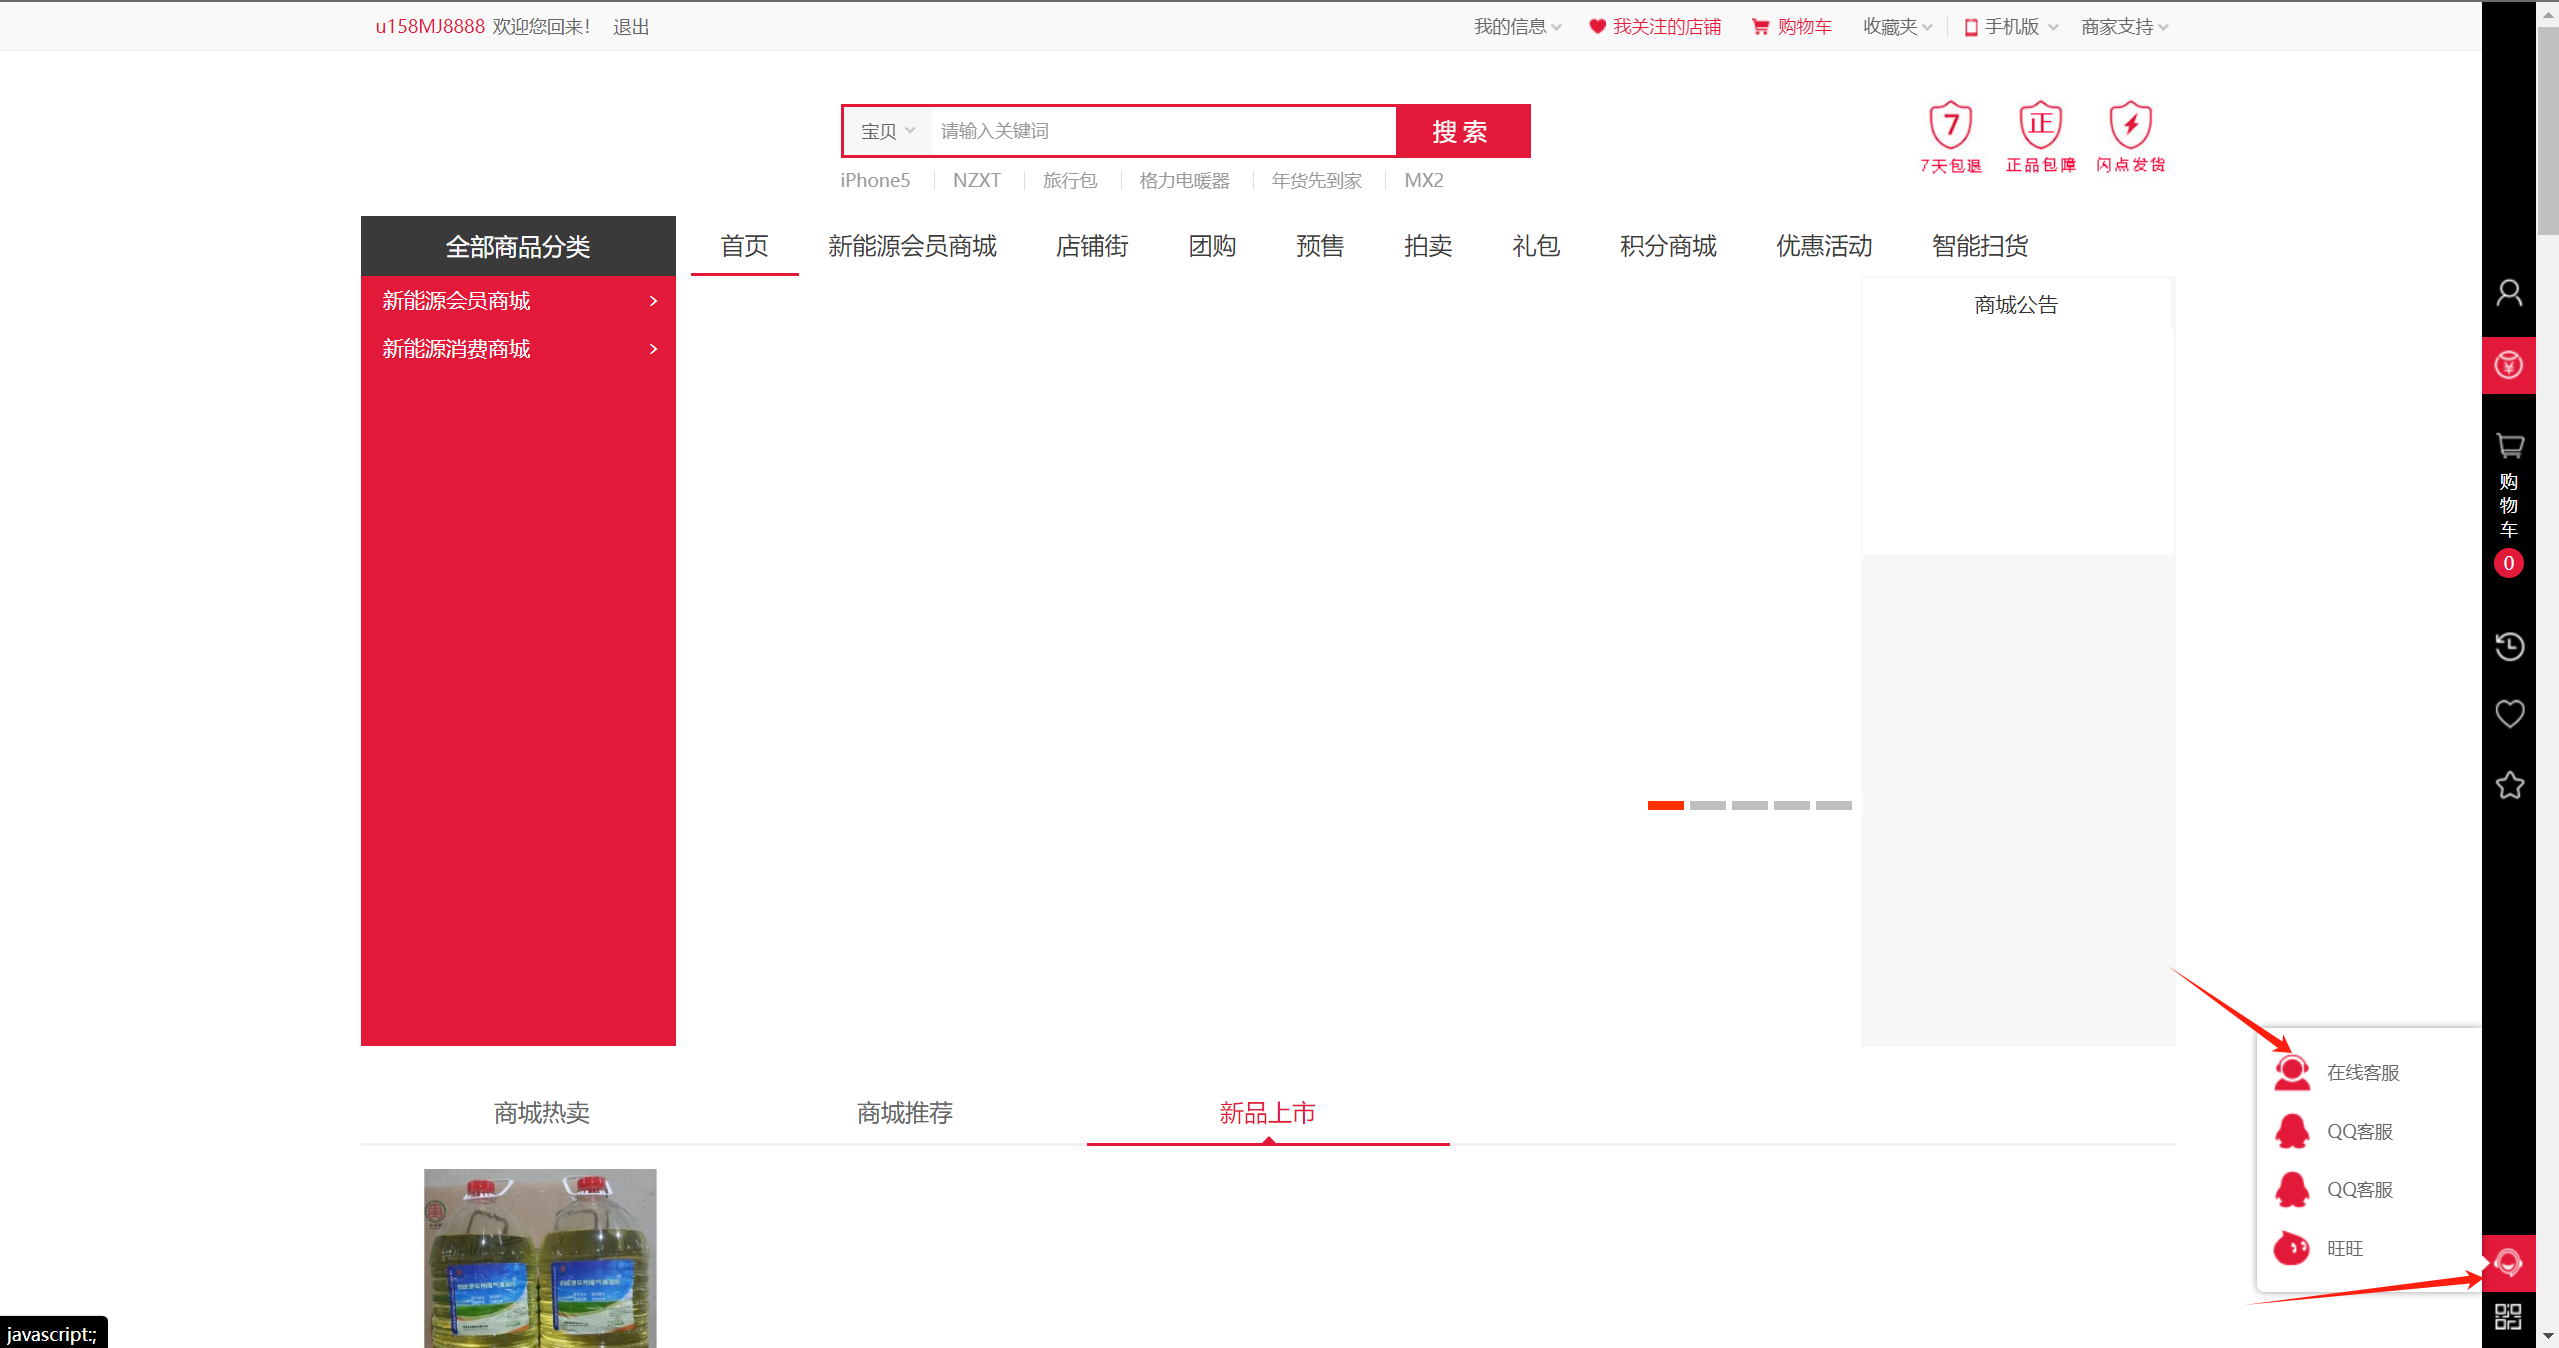 u158MJ8888 欢迎您回来! 退出
我的信息 我关注的店铺 购物车 收藏夹 手机版 商家支持
宝贝 请输入关键词 搜索
7 正
7天包退 正品包障 闪点发货
iPhone5 NZXT 旅行包 格力电暖器 年货先到家 MX2
全部商品分类 首页 新能源会员商城 店铺街 团购 预售 拍卖 礼包 积分商城 优惠活动 智能扫货
新能源会员商城
新能源消费商城
商城公告
购
物
车
0
在线客服
QQ客服
QQ客服
旺旺
商城热卖 商城推荐 新品上市
javascript:;